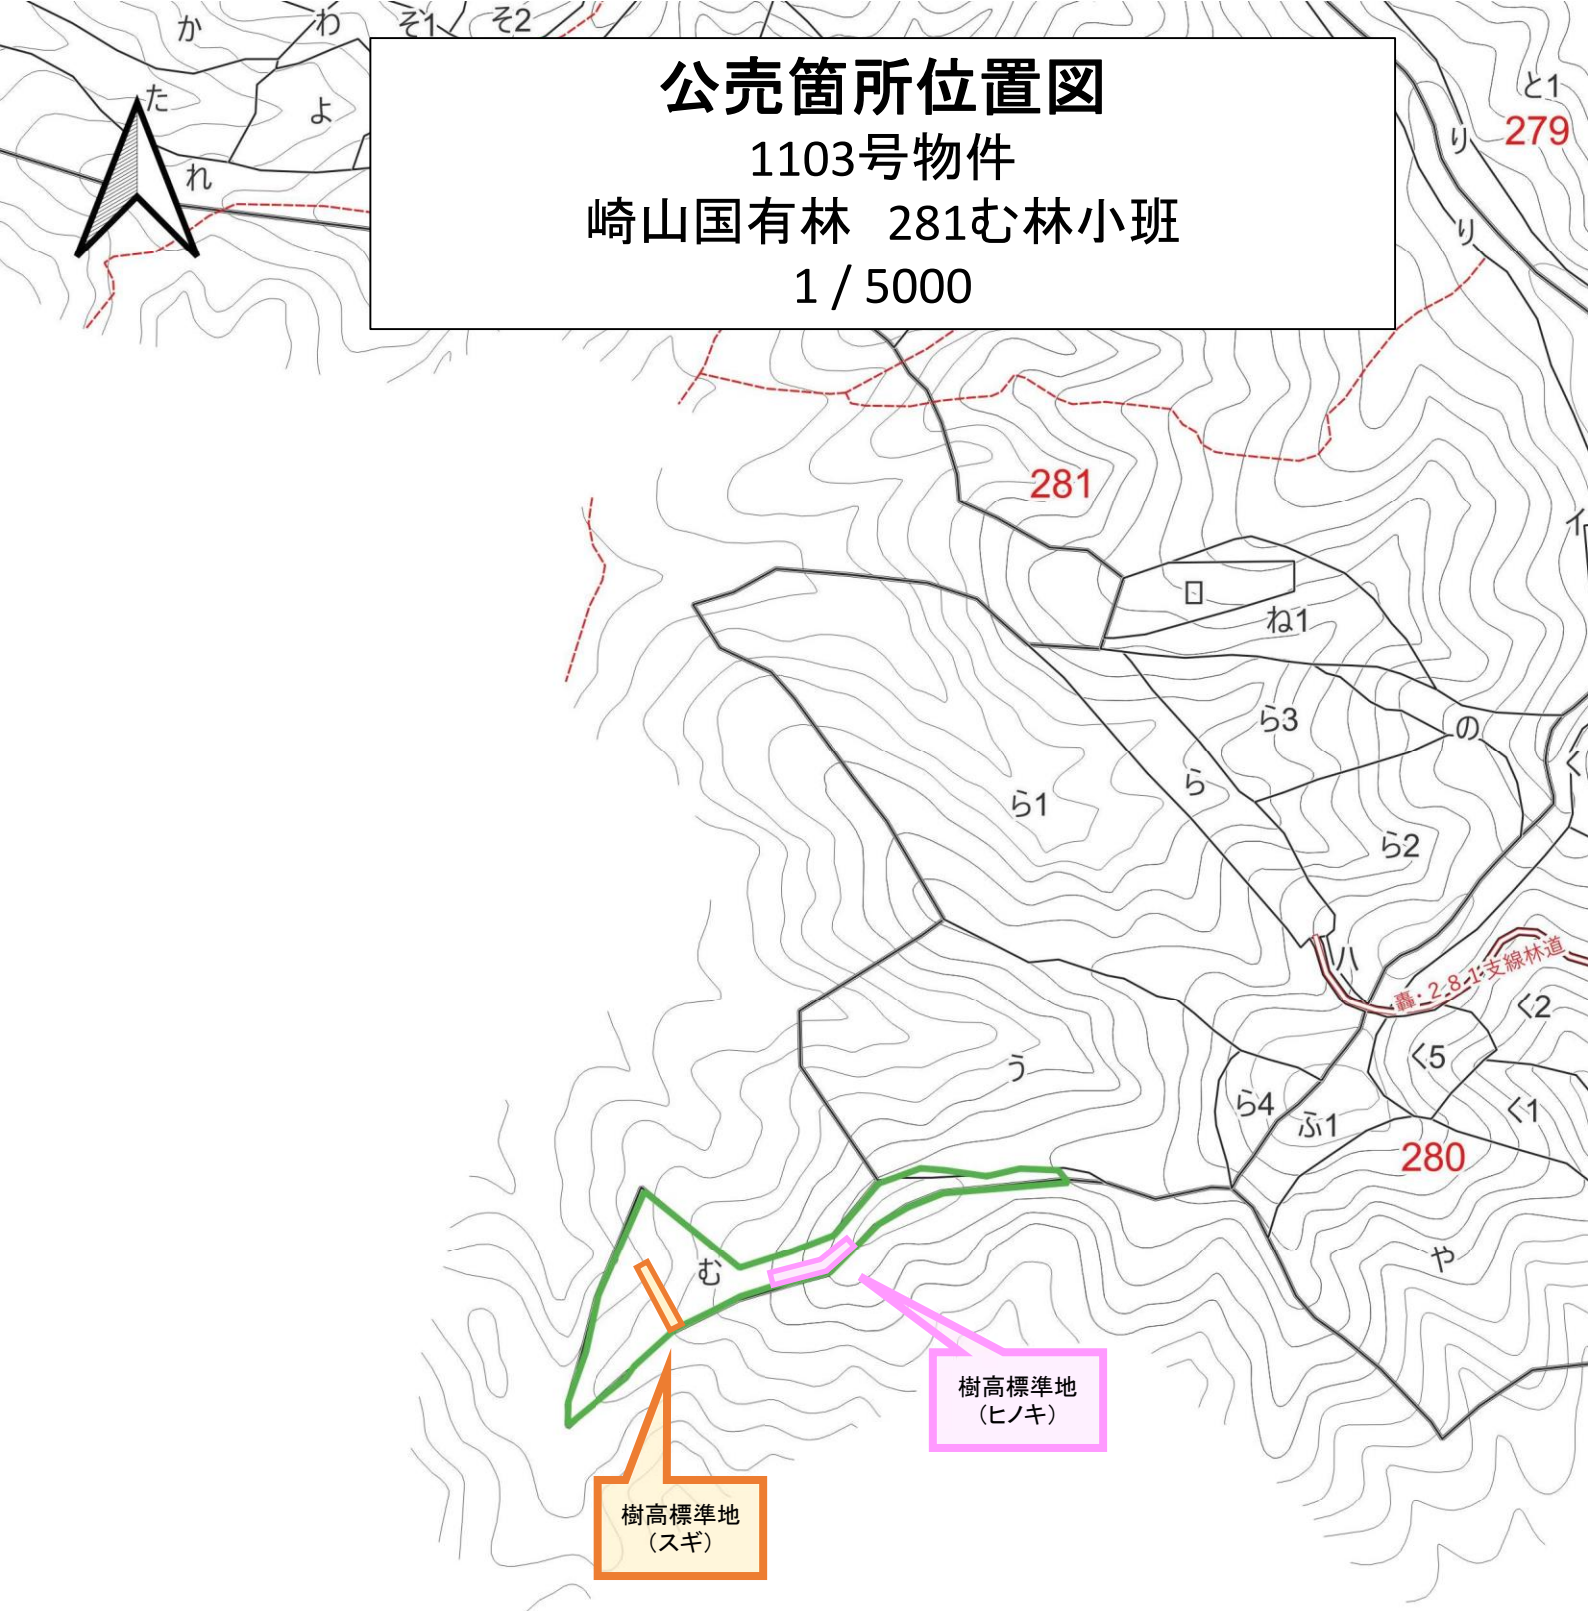 か
わ
そ1
そ2
た
よ
れ
公売箇所位置図
1103号物件
崎山国有林 281む林小班
1 / 5000
と1
279
り
り
281
イ
ロ
ね1
ら3
の
く
ら
ら1
ら2
ハ
轟・281支線林道
く2
う
く5
ら4
ふ1
く1
280
む
や
樹高標準地
(ヒノキ)
樹高標準地
(スギ)